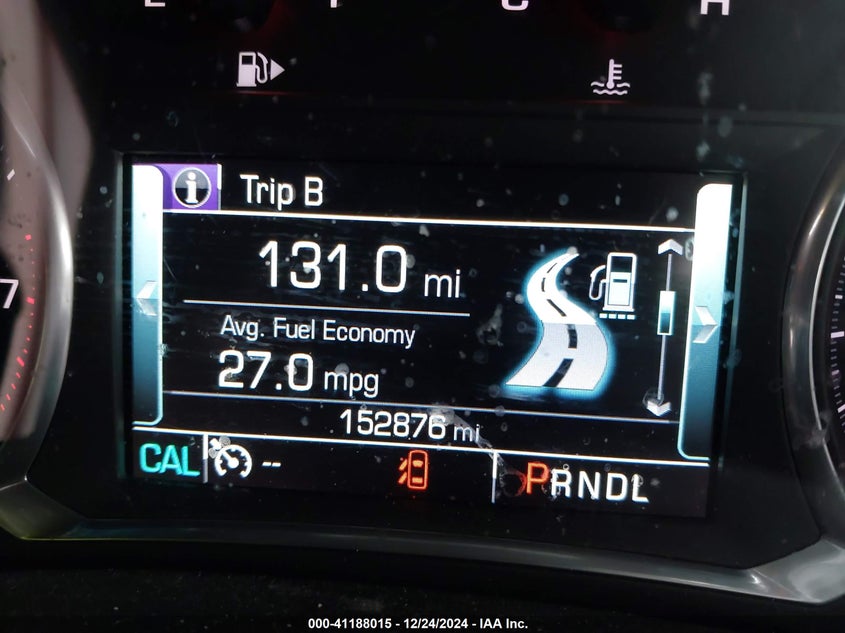 E F C H
7
Trip B
131.0 mi
Avg. Fuel Economy
27.0 mpg
152876 mi
CAL -- PRNDL
000-41188015 - 12/24/2024 - IAA Inc.